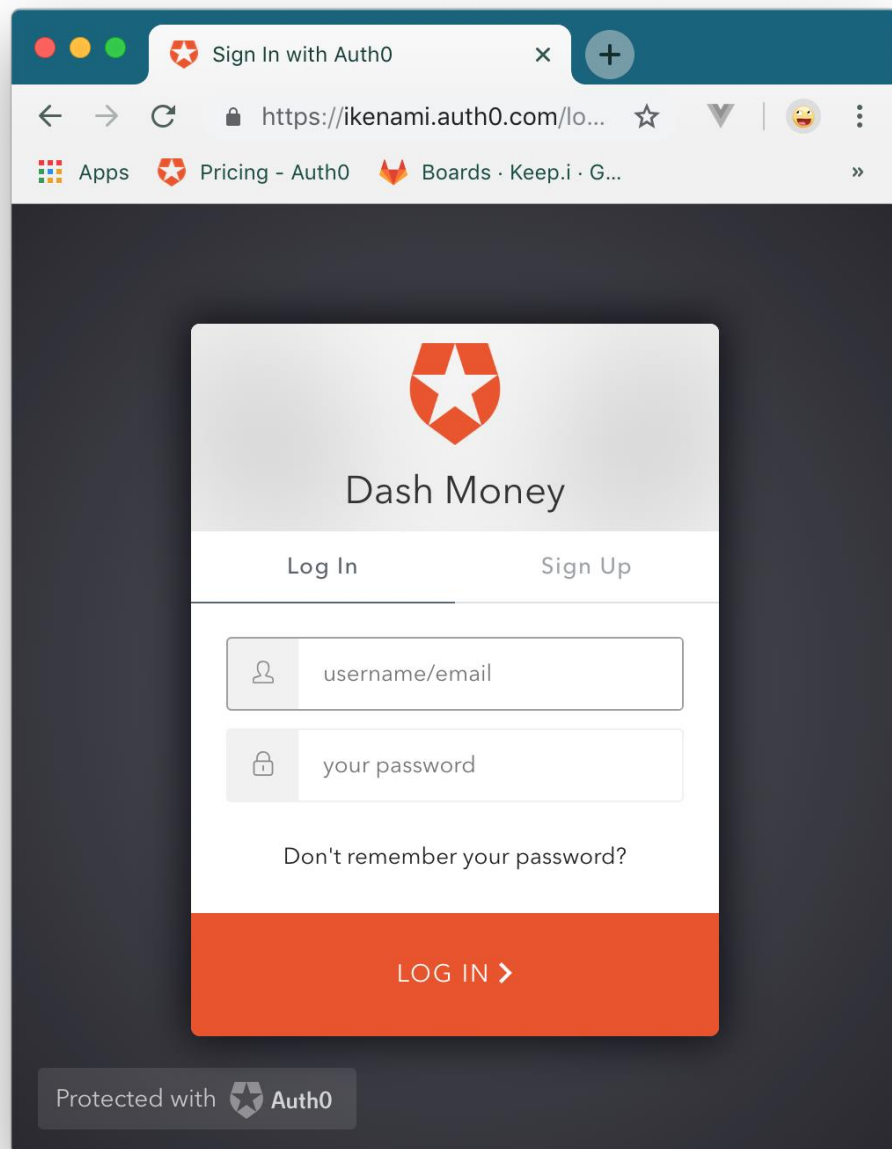 Sign In with Auth0
https://ikenami.auth0.com/lo...
Apps Pricing - Auth0 Boards · Keep.i · G...
Dash Money
Log In Sign Up
username/email
your password
Don't remember your password?
LOG IN
Protected with Auth0